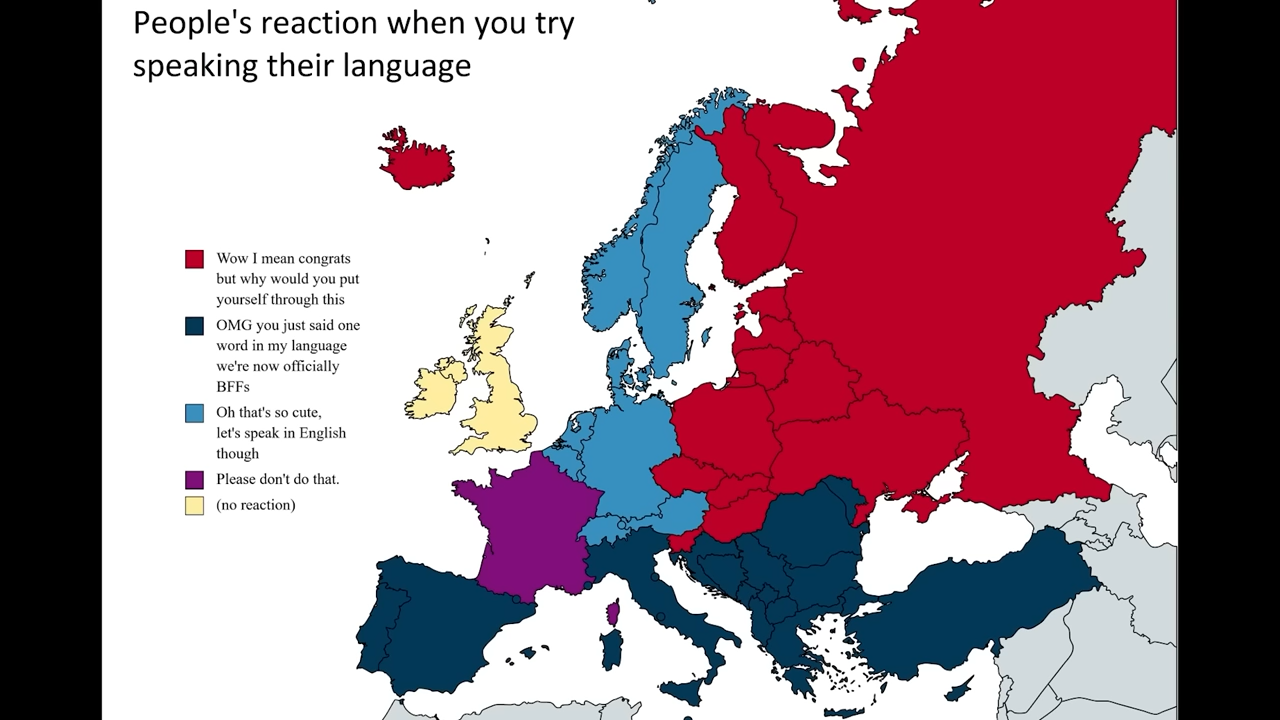 People's reaction when you try
speaking their language
Wow I mean congrats
but why would you put
yourself through this
OMG you just said one
word in my language
we're now officially
BFFs
Oh that's so cute,
let's speak in English
though
Please don't do that.
(no reaction)